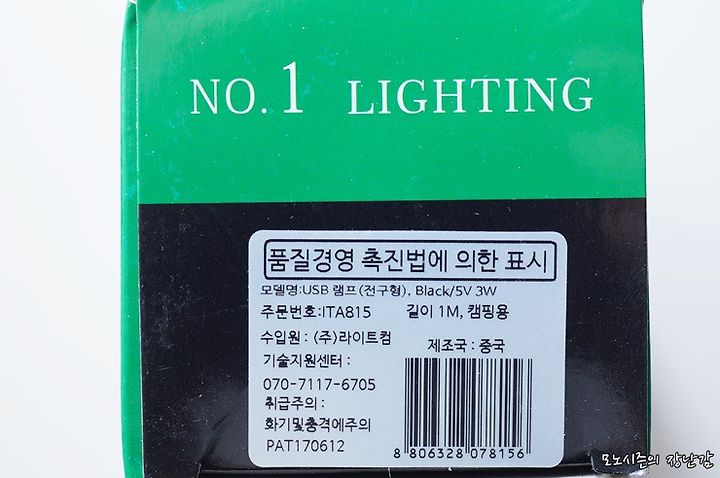 NO.1 LIGHTING
품질경영 촉진법에 의한 표시
모델명:USB 램프(전구형), Black/5V 3W
주문번호:ITA815 길이 1M, 캠핑용
수입원 : (주)라이트컴
제조국 : 중국
기술지원센터 :
070-7117-6705
취급주의 :
화기및충격에주의
PAT170612
8 806328 078156
모노시즌의 장난감